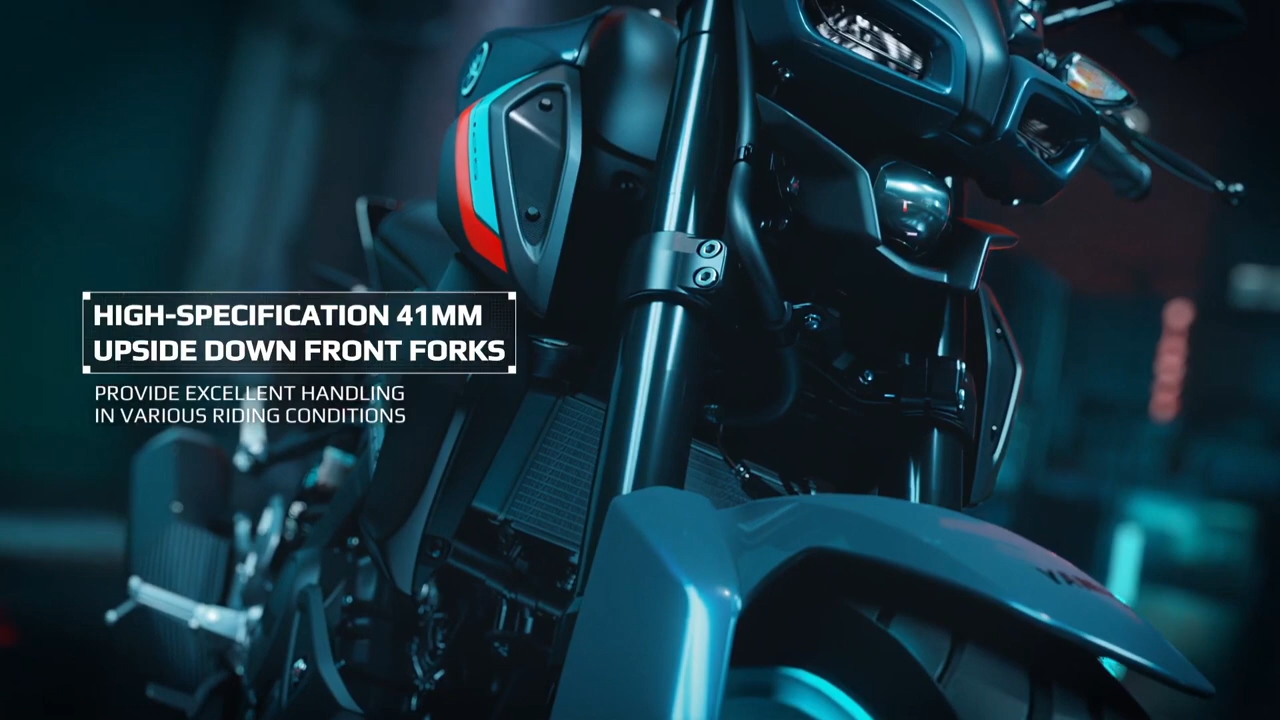 HIGH-SPECIFICATION 41MM
UPSIDE DOWN FRONT FORKS
PROVIDE EXCELLENT HANDLING
IN VARIOUS RIDING CONDITIONS